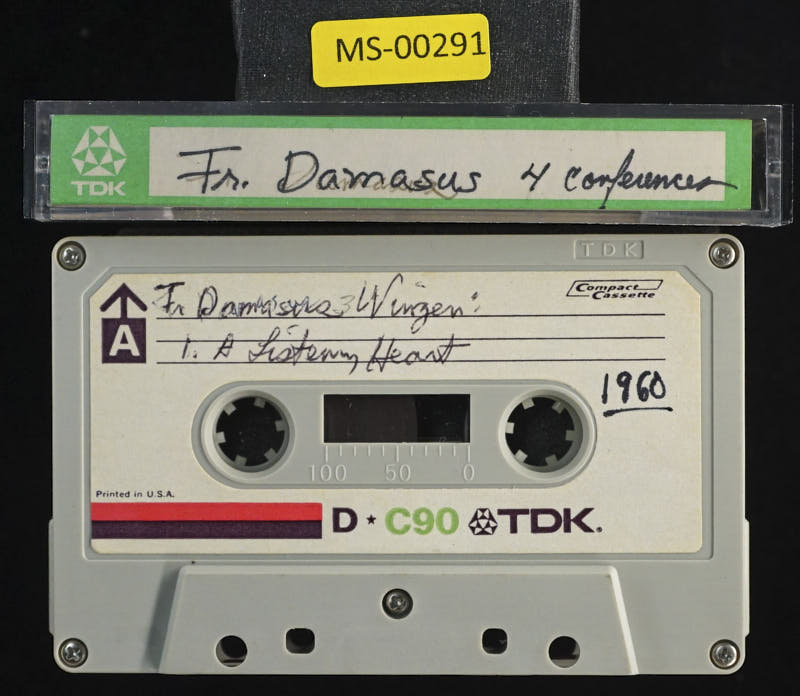 MS-00291
TDK
Fr. Damasus 4 Conferences
TDK
Compact
Cassette
A
Fr Damasus Winzen:
1. A Listening Heart
1960
100 50 0
Printed in U.S.A.
D C90 TDK